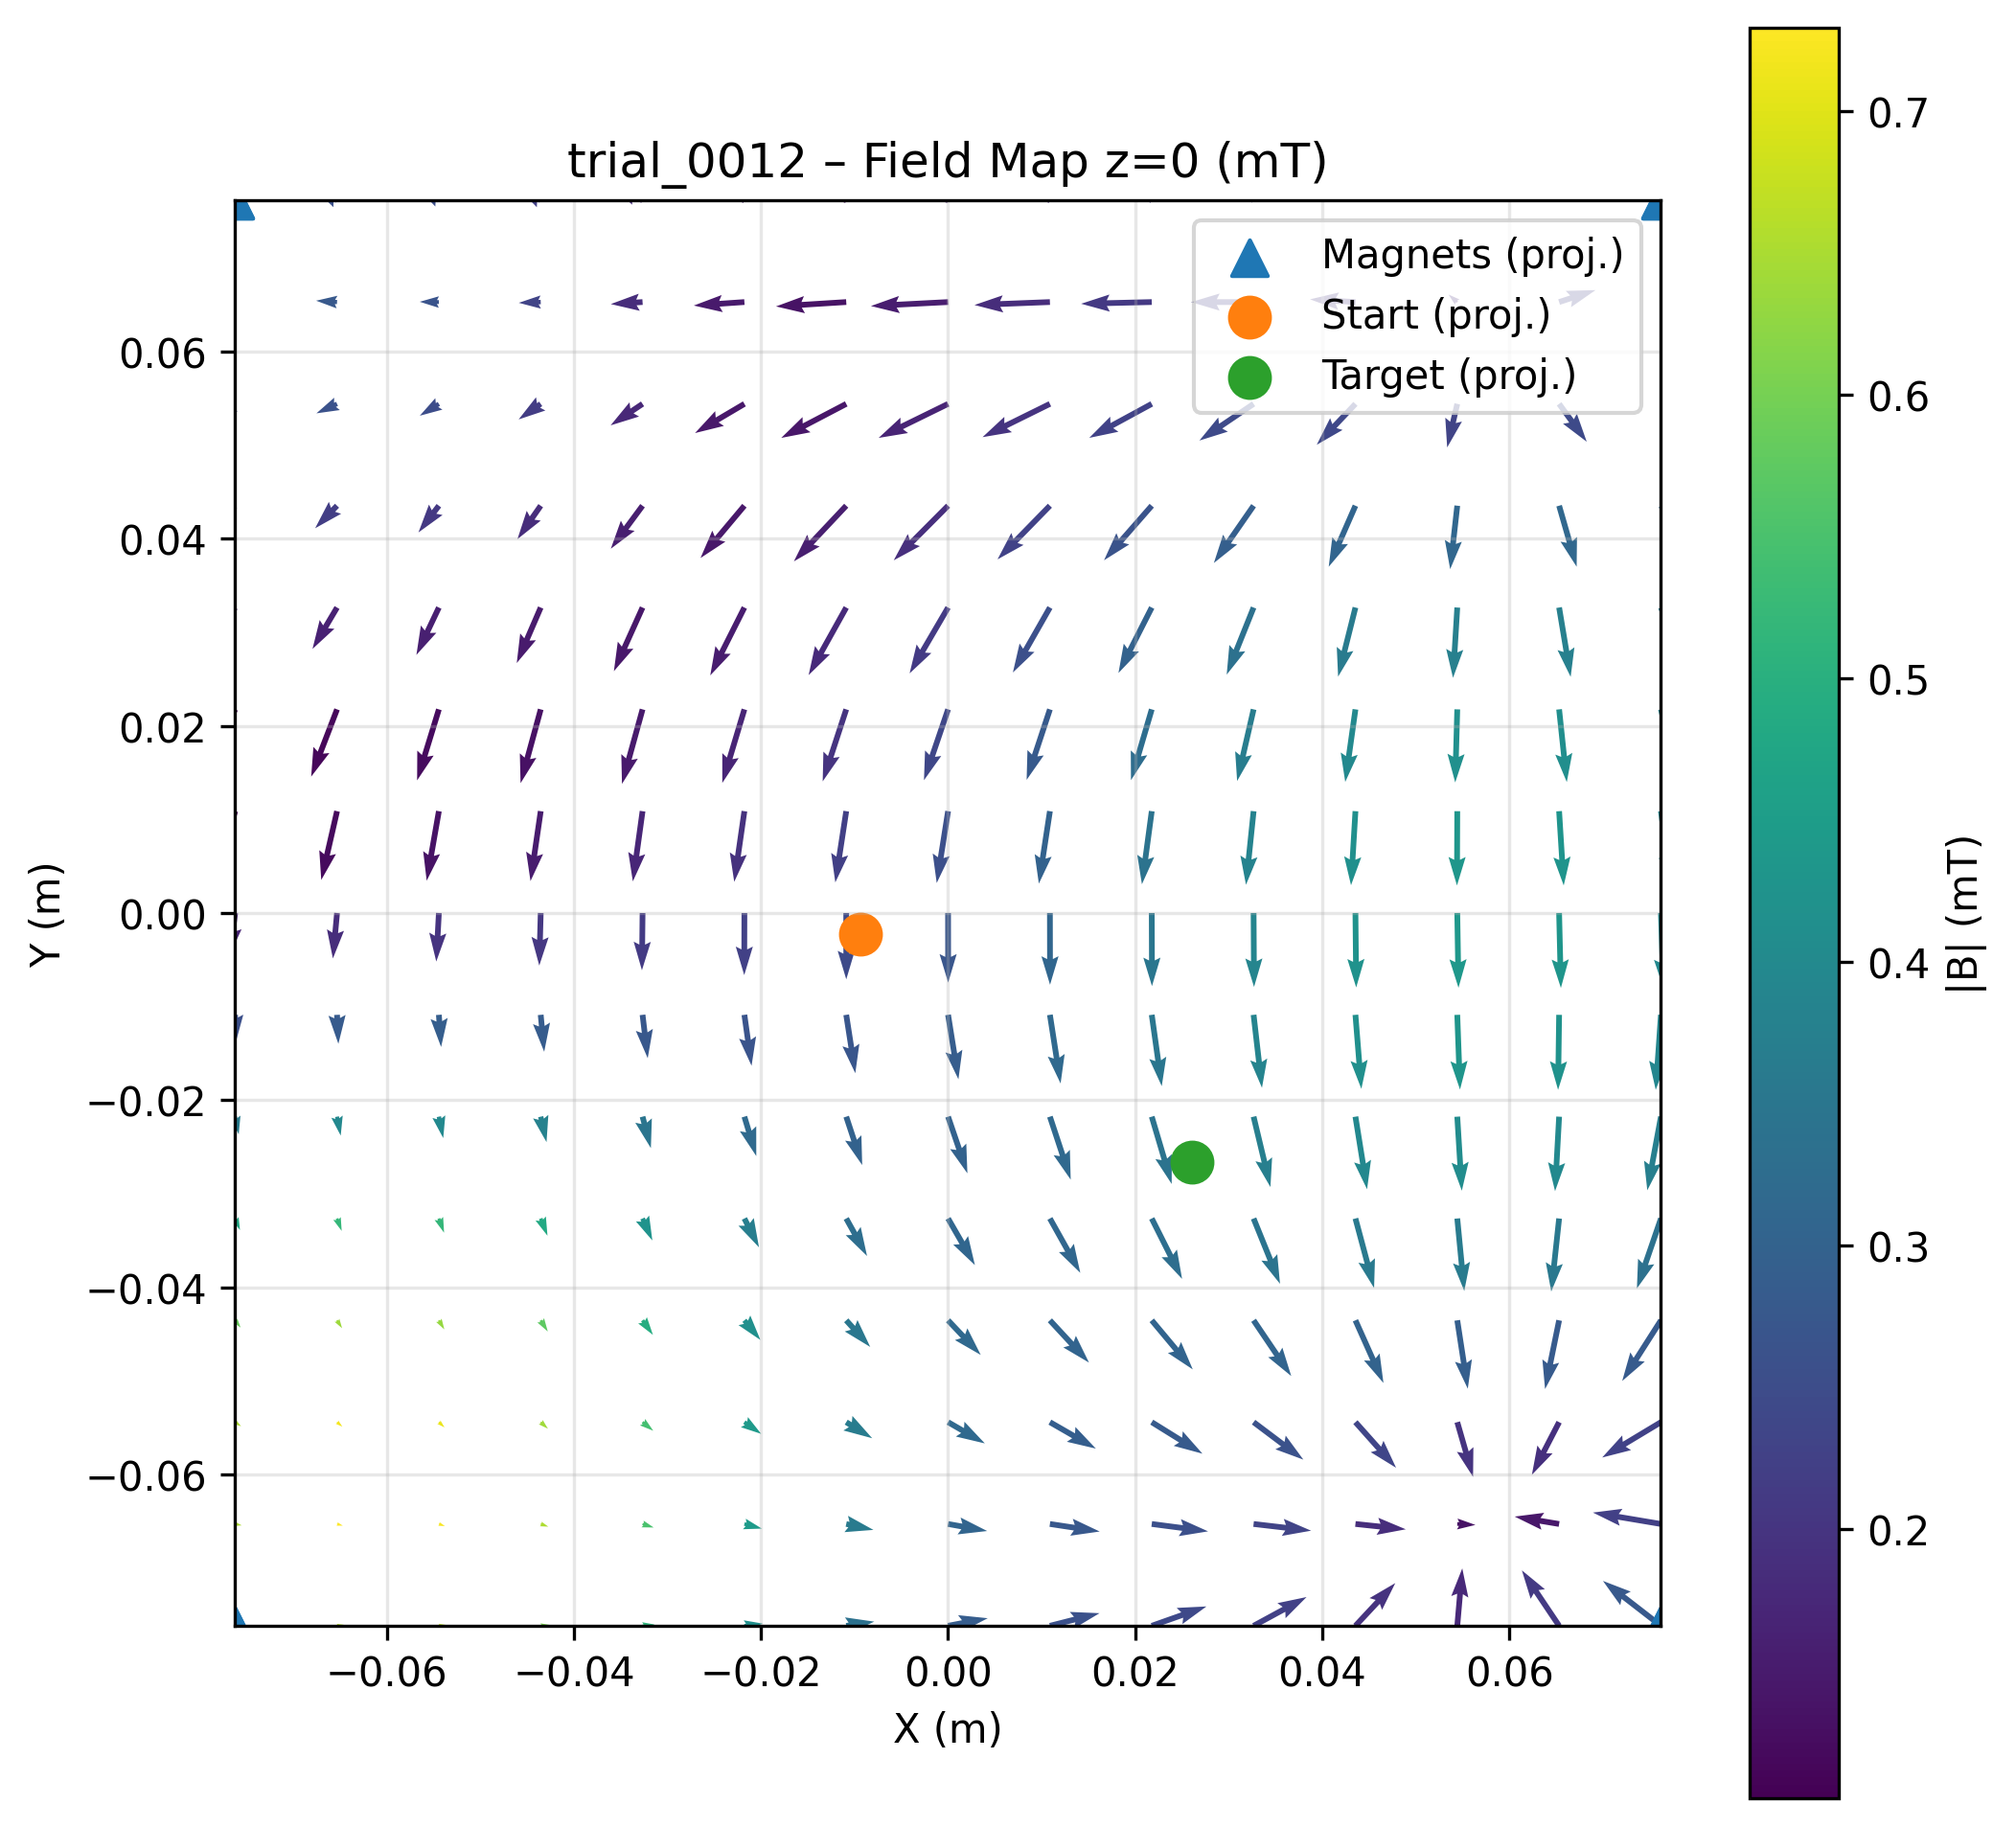 trial_0012 – Field Map z=0 (mT)
Magnets (proj.)
Start (proj.)
Target (proj.)
0.06
0.04
0.02
0.00
−0.02
−0.04
−0.06
Y (m)
−0.06
−0.04
−0.02
0.00
0.02
0.04
0.06
X (m)
0.7
0.6
0.5
0.4
0.3
0.2
|B| (mT)